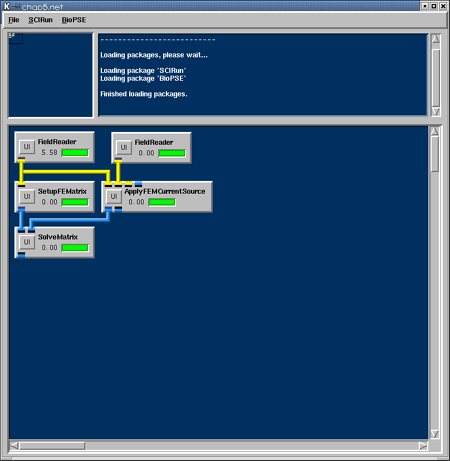 chap5.net
File SCIRun BioPSE
Loading packages, please wait...
Loading package 'SCIRun'
Loading package 'BioPSE'
Finished loading packages.
FieldReader
UI 5.58
FieldReader
UI 0.00
SetupFEMatrix
UI 0.00
ApplyFEMCurrentSource
UI 0.00
SolveMatrix
UI 0.00